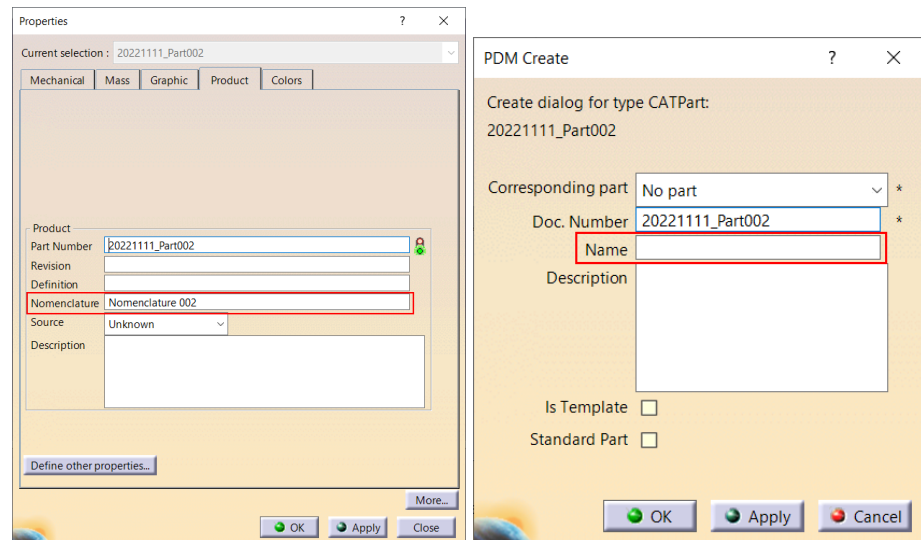 Properties
?
Current selection : 20221111_Part002
Mechanical Mass Graphic Product Colors
Product
Part Number 20221111_Part002
Revision
Definition
Nomenclature Nomenclature 002
Source Unknown
Description
Define other properties...
More...
OK Apply Close
PDM Create ?
Create dialog for type CATPart:
20221111_Part002
Corresponding part No part *
Doc. Number 20221111_Part002 *
Name
Description
Is Template
Standard Part
OK Apply Cancel